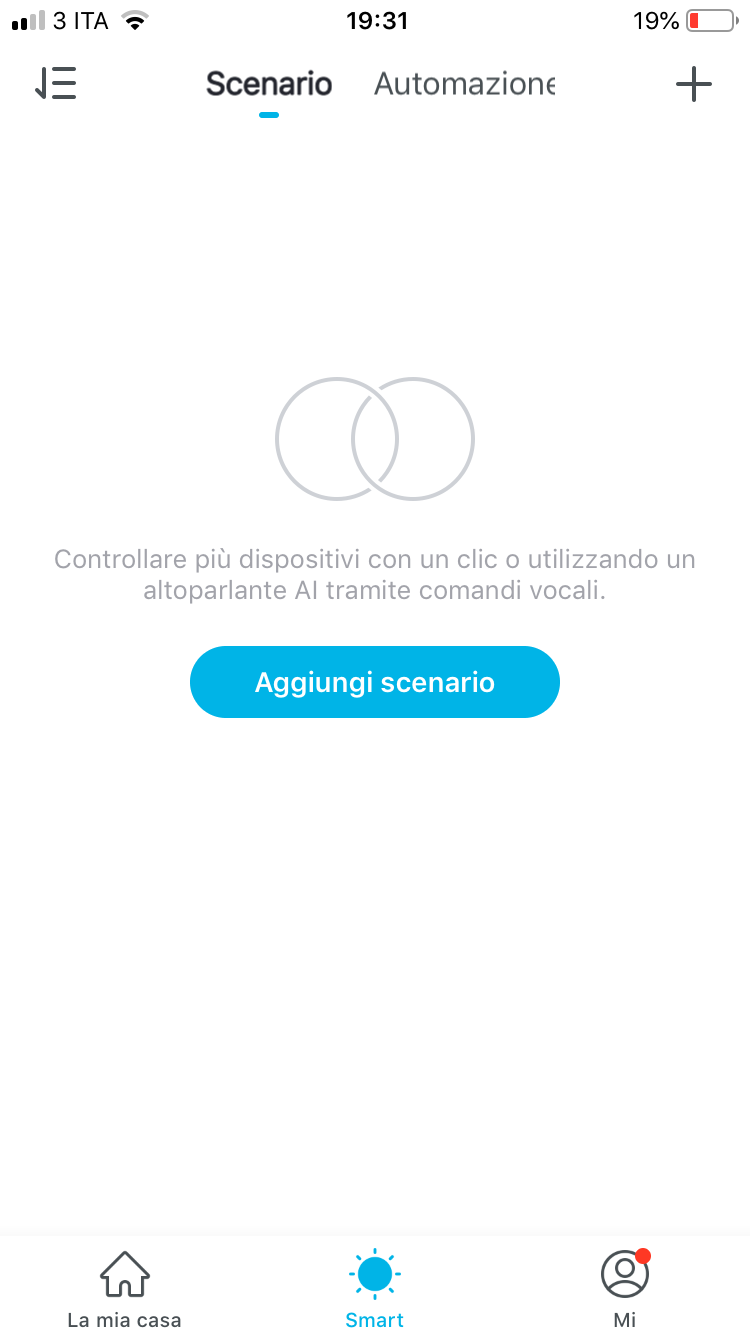 3 ITA
19:31
19%
Scenario
Automazione
Controllare più dispositivi con un clic o utilizzando un
altoparlante AI tramite comandi vocali.
Aggiungi scenario
La mia casa
Smart
Mi